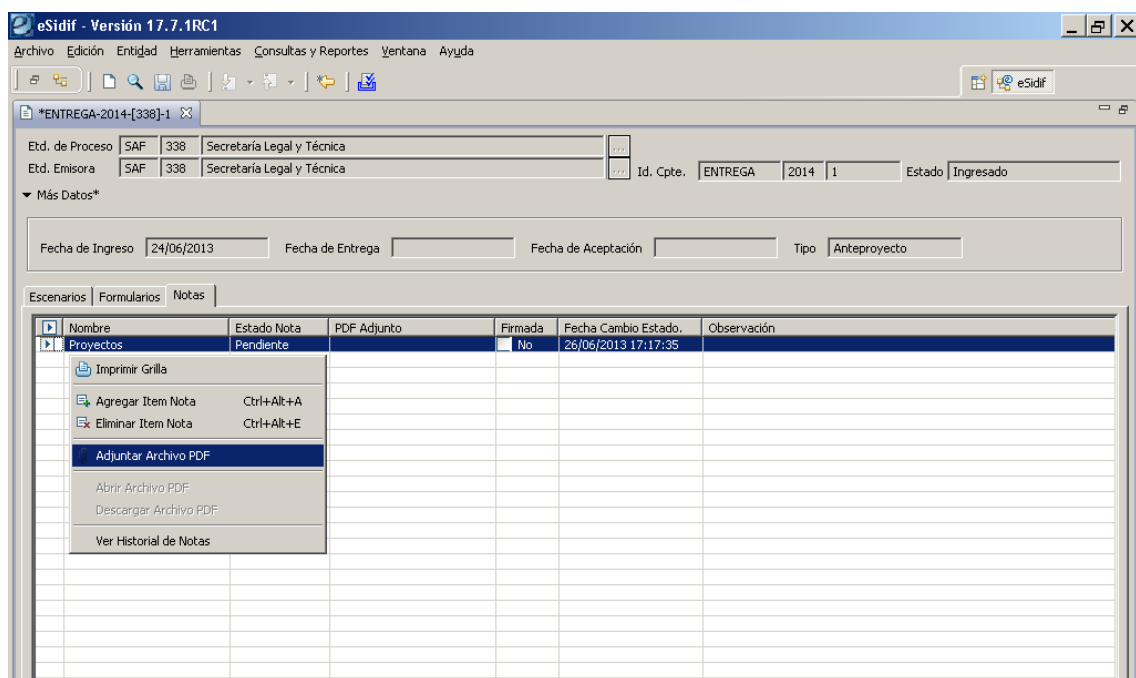 eSidif - Versión 17.7.1RC1
Archivo Edición Entidad Herramientas Consultas y Reportes Ventana Ayuda
eSidif
*ENTREGA-2014-[338]-1
Etd. de Proceso SAF 338 Secretaría Legal y Técnica ...
Etd. Emisora SAF 338 Secretaría Legal y Técnica ... Id. Cpte. ENTREGA 2014 1 Estado Ingresado
Más Datos*
Fecha de Ingreso 24/06/2013 Fecha de Entrega Fecha de Aceptación Tipo Anteproyecto
Escenarios Formularios Notas
Nombre Estado Nota PDF Adjunto Firmada Fecha Cambio Estado. Observación
Proyectos Pendiente No 26/06/2013 17:17:35
Imprimir Grilla
Agregar Item Nota Ctrl+Alt+A
Eliminar Item Nota Ctrl+Alt+E
Adjuntar Archivo PDF
Abrir Archivo PDF
Descargar Archivo PDF
Ver Historial de Notas